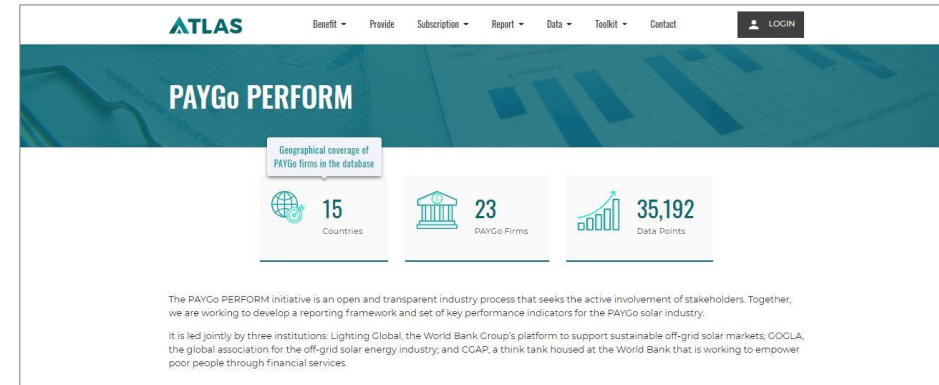 ATLAS
Benefit Provide Subscription Report Data Toolkit Contact LOGIN
PAYGo PERFORM
Geographical coverage of
PAYGo firms in the database
15
Countries
23
PAYGo Firms
35,192
Data Points
The PAYGo PERFORM initiative is an open and transparent industry process that seeks the active involvement of stakeholders. Together,
we are working to develop a reporting framework and set of key performance indicators for the PAYGo solar industry.
It is led jointly by three institutions: Lighting Global, the World Bank Group's platform to support sustainable off-grid solar markets; GOGLA,
the global association for the off-grid solar energy industry; and CGAP, a think tank housed at the World Bank that is working to empower
poor people through financial services.